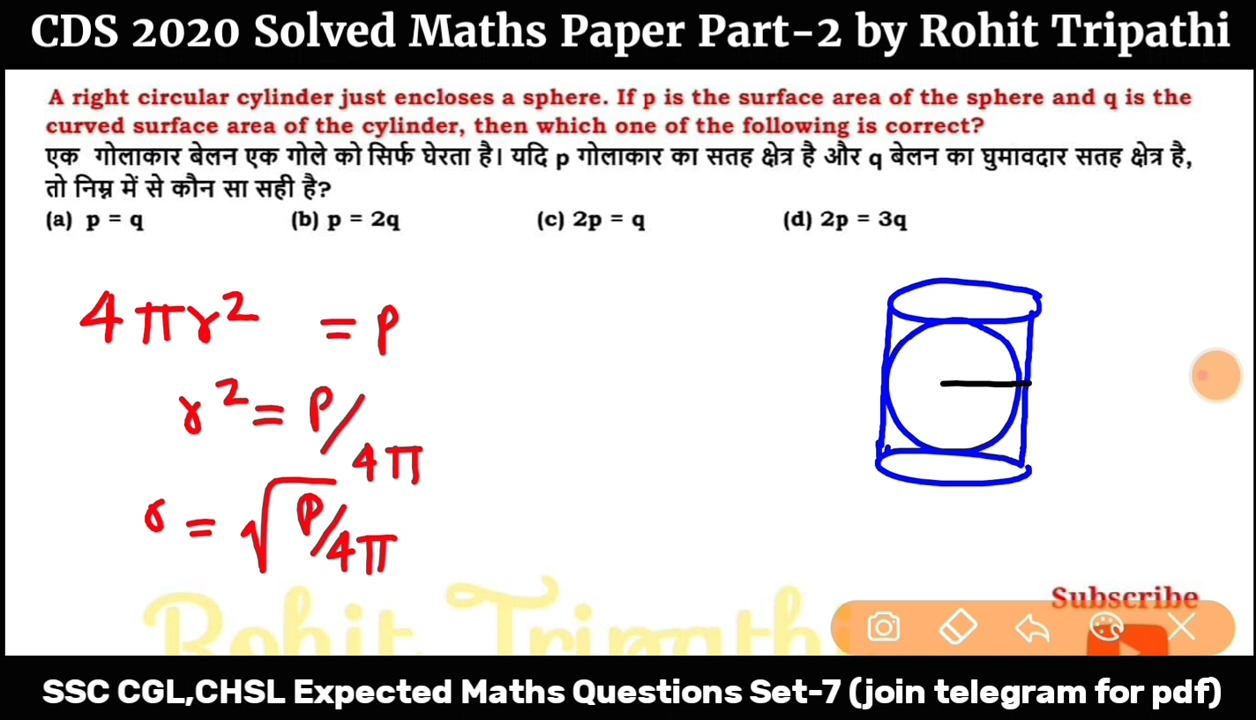 CDS 2020 Solved Maths Paper Part-2 by Rohit Tripathi
A right circular cylinder just encloses a sphere. If p is the surface area of the sphere and q is the
curved surface area of the cylinder, then which one of the following is correct?
एक गोलाकार बेलन एक गोले को सिर्फ घेरता है। यदि p गोलाकार का सतह क्षेत्र है और q बेलन का घुमावदार सतह क्षेत्र है,
तो निम्न में से कौन सा सही है?
(a) p = q (b) p = 2q (c) 2p = q (d) 2p = 3q
4πr² = p
r² = p/4π
r = √p/4π
Rohit Tripathi
Subscribe
SSC CGL,CHSL Expected Maths Questions Set-7 (join telegram for pdf)